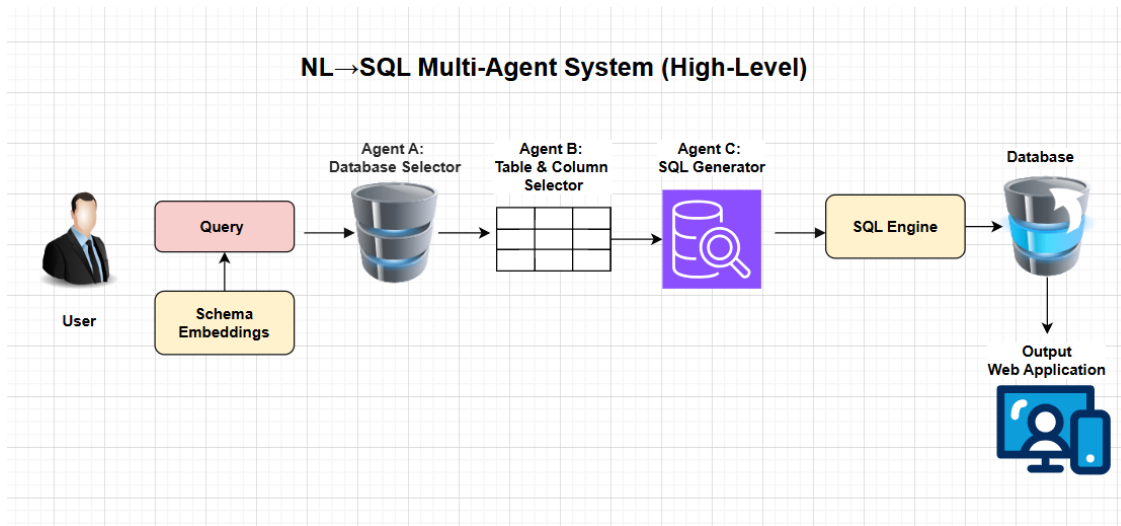 NL→SQL Multi-Agent System (High-Level)
User
Query
Schema
Embeddings
Agent A:
Database Selector
Agent B:
Table & Column
Selector
Agent C:
SQL Generator
SQL Engine
Database
Output
Web Application